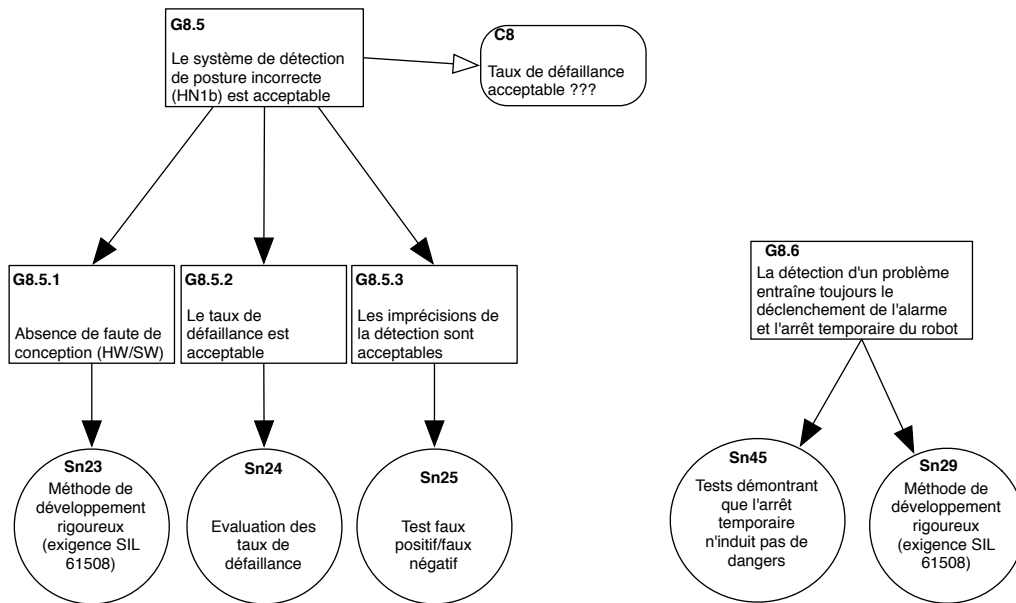 G8.5
Le système de détection
de posture incorrecte
(HN1b) est acceptable
C8
Taux de défaillance
acceptable ???
G8.5.1
Absence de faute de
conception (HW/SW)
G8.5.2
Le taux de
défaillance est
acceptable
G8.5.3
Les imprécisions de
la détection sont
acceptables
G8.6
La détection d'un problème
entraîne toujours le
déclenchement de l'alarme
et l'arrêt temporaire du robot
Sn23
Méthode de
développement
rigoureux
(exigence SIL
61508)
Sn24
Evaluation des
taux de
défaillance
Sn25
Test faux
positif/faux
négatif
Sn45
Tests démontrant
que l'arrêt
temporaire
n'induit pas de
dangers
Sn29
Méthode de
développement
rigoureux
(exigence SIL
61508)